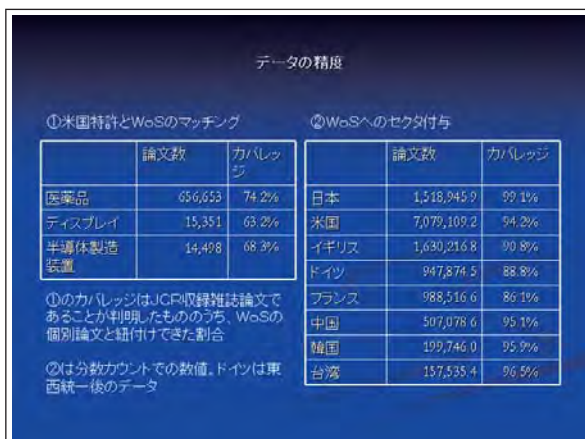 データの精度
①米国特許とWoSのマッチング
論文数 カバレッ
ジ
医薬品 656,653 74.2%
ディスプレイ 15,351 63.2%
半導体製造 14,498 68.3%
装置
①のカバレッジはJCR収録雑誌論文で
あることが判明したもののうち、WoSの
個別論文と紐付けできた割合
②は分数カウントでの数値。ドイツは東
西統一後のデータ
②WoSへのセクタ付与
論文数 カバレッジ
日本 1,518,945.9 99.1%
米国 7,079,109.2 94.2%
イギリス 1,630,216.8 90.8%
ドイツ 947,874.5 88.8%
フランス 988,516.6 86.1%
中国 507,078.6 95.1%
韓国 199,746.0 95.9%
台湾 157,535.4 96.5%